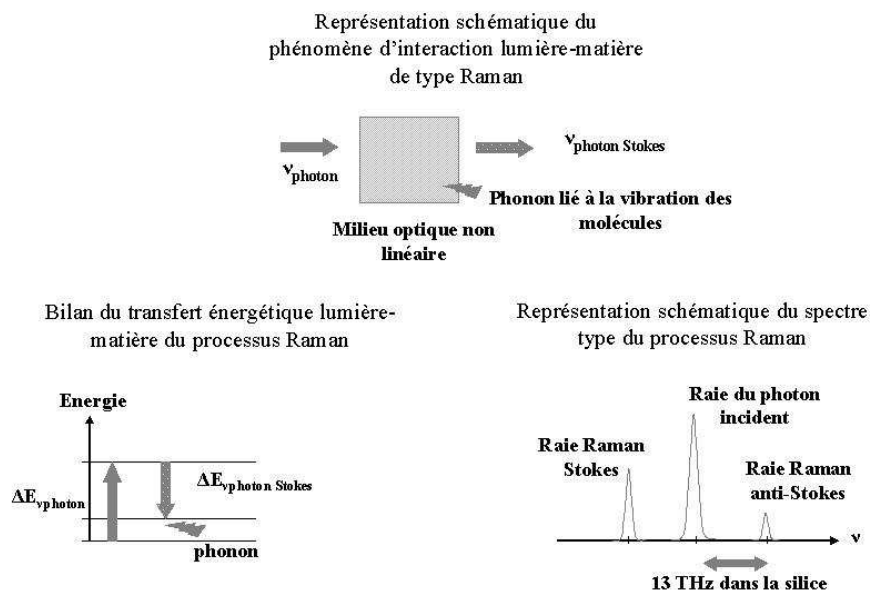 Représentation schématique du
phénomène d'interaction lumière-matière
de type Raman
νphoton
νphoton Stokes
Phonon lié à la vibration des
molécules
Milieu optique non
linéaire
Bilan du transfert énergétique lumière-
matière du processus Raman
Energie
ΔEνphoton
ΔEνphoton Stokes
phonon
Représentation schématique du spectre
type du processus Raman
Raie du photon
incident
Raie Raman
Stokes
Raie Raman
anti-Stokes
ν
13 THz dans la silice